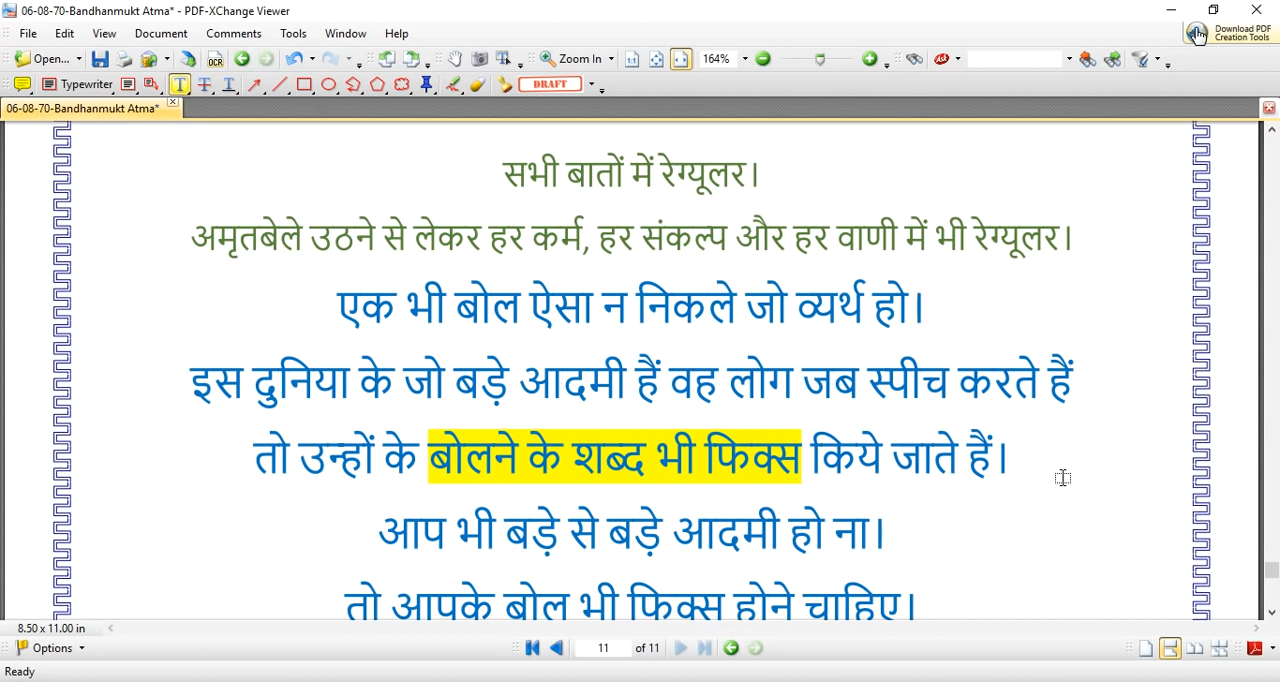 06-08-70-Bandhanmukt Atma* - PDF-XChange Viewer
File Edit View Document Comments Tools Window Help
Download PDF Creation Tools
Open... OCR Zoom In 1:1 164%
Typewriter T T T DRAFT
06-08-70-Bandhanmukt Atma*
सभी बातों में रेग्यूलर।
अमृतबेले उठने से लेकर हर कर्म, हर संकल्प और हर वाणी में भी रेग्यूलर।
एक भी बोल ऐसा न निकले जो व्यर्थ हो।
इस दुनिया के जो बड़े आदमी हैं वह लोग जब स्पीच करते हैं
तो उन्हों के बोलने के शब्द भी फिक्स किये जाते हैं।
आप भी बड़े से बड़े आदमी हो ना।
तो आपके बोल भी फिक्स होने चाहिए।
8.50 x 11.00 in
Options 11 of 11
Ready